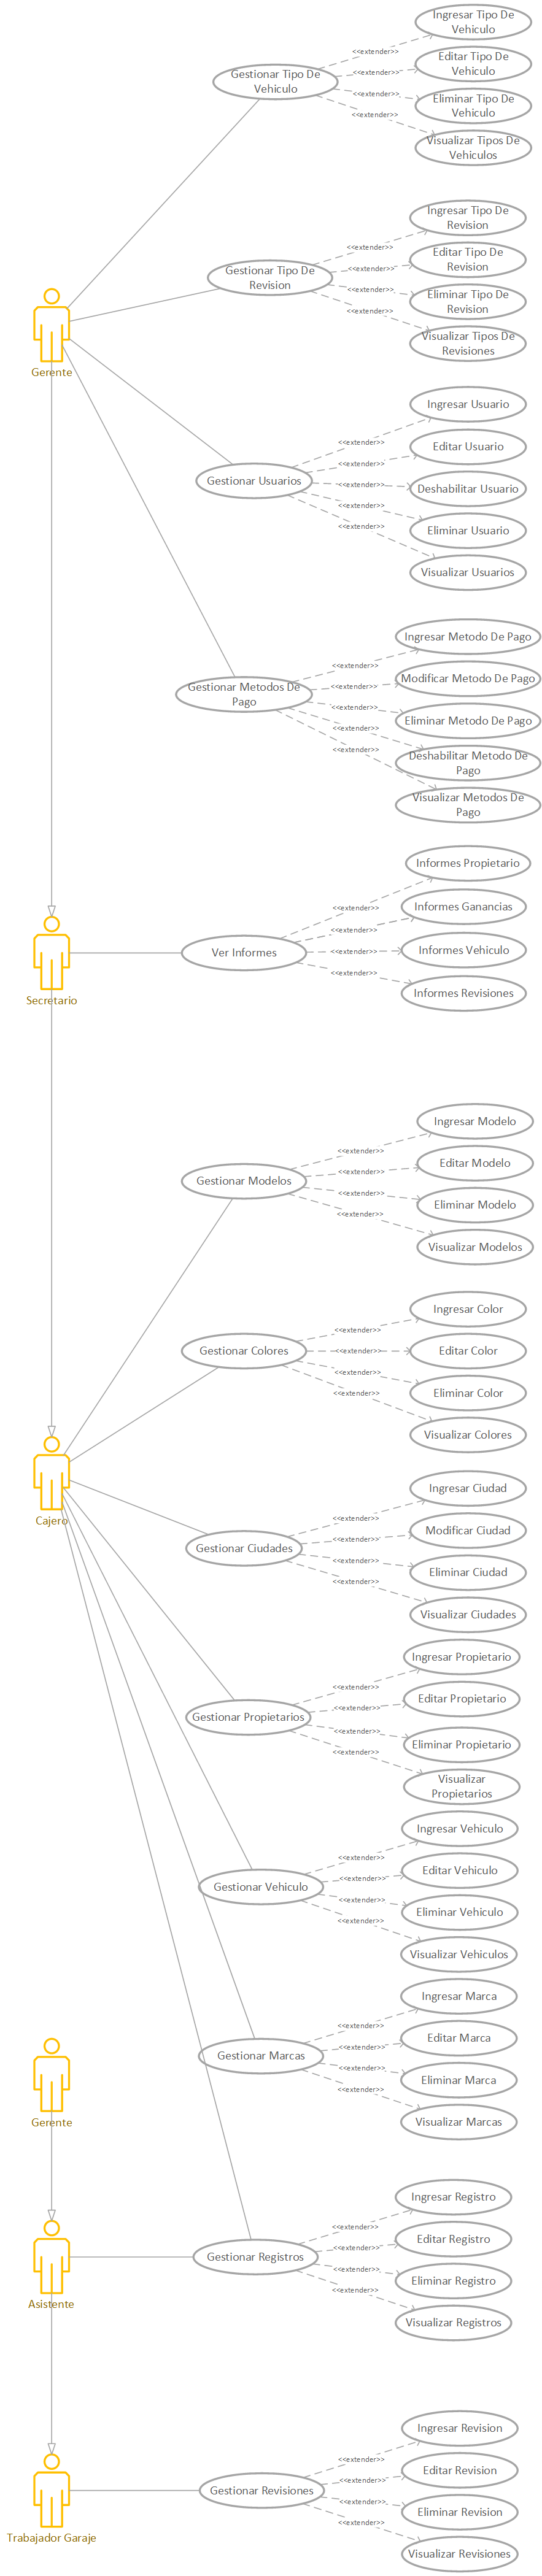 Ingresar Tipo De
Vehiculo
<<extender>>
Editar Tipo De
Vehiculo
Gestionar Tipo De
Vehiculo
<<extender>>
<<extender>>
Eliminar Tipo De
Vehiculo
<<extender>>
Visualizar Tipos De
Vehiculos
Ingresar Tipo De
Revision
<<extender>>
Editar Tipo De
Revision
Gestionar Tipo De
Revision
<<extender>>
<<extender>>
Eliminar Tipo De
Revision
<<extender>>
Visualizar Tipos De
Revisiones
Gerente
Ingresar Usuario
<<extender>>
Editar Usuario
<<extender>>
Gestionar Usuarios
<<extender>>
Deshabilitar Usuario
<<extender>>
<<extender>>
Eliminar Usuario
Visualizar Usuarios
Ingresar Metodo De Pago
<<extender>>
Modificar Metodo De Pago
<<extender>>
Gestionar Metodos De
Pago
<<extender>>
Eliminar Metodo De Pago
<<extender>>
<<extender>>
Deshabilitar Metodo De
Pago
Visualizar Metodos De
Pago
Informes Propietario
<<extender>>
Informes Ganancias
<<extender>>
Ver Informes
<<extender>>
Informes Vehiculo
<<extender>>
Informes Revisiones
Secretario
Ingresar Modelo
<<extender>>
Editar Modelo
<<extender>>
Gestionar Modelos
<<extender>>
Eliminar Modelo
<<extender>>
Visualizar Modelos
Ingresar Color
<<extender>>
Gestionar Colores
<<extender>>
Editar Color
<<extender>>
Eliminar Color
<<extender>>
Visualizar Colores
Cajero
Ingresar Ciudad
<<extender>>
Modificar Ciudad
<<extender>>
Gestionar Ciudades
<<extender>>
Eliminar Ciudad
<<extender>>
Visualizar Ciudades
Ingresar Propietario
<<extender>>
Editar Propietario
<<extender>>
Gestionar Propietarios
<<extender>>
Eliminar Propietario
<<extender>>
Visualizar
Propietarios
Ingresar Vehiculo
<<extender>>
Editar Vehiculo
<<extender>>
Gestionar Vehiculo
<<extender>>
Eliminar Vehiculo
<<extender>>
Visualizar Vehiculos
Ingresar Marca
<<extender>>
Editar Marca
<<extender>>
Gestionar Marcas
<<extender>>
Eliminar Marca
<<extender>>
Visualizar Marcas
Gerente
Ingresar Registro
<<extender>>
Editar Registro
<<extender>>
Gestionar Registros
<<extender>>
Eliminar Registro
<<extender>>
Visualizar Registros
Asistente
Ingresar Revision
<<extender>>
Editar Revision
<<extender>>
Gestionar Revisiones
<<extender>>
Eliminar Revision
<<extender>>
Visualizar Revisiones
Trabajador Garaje